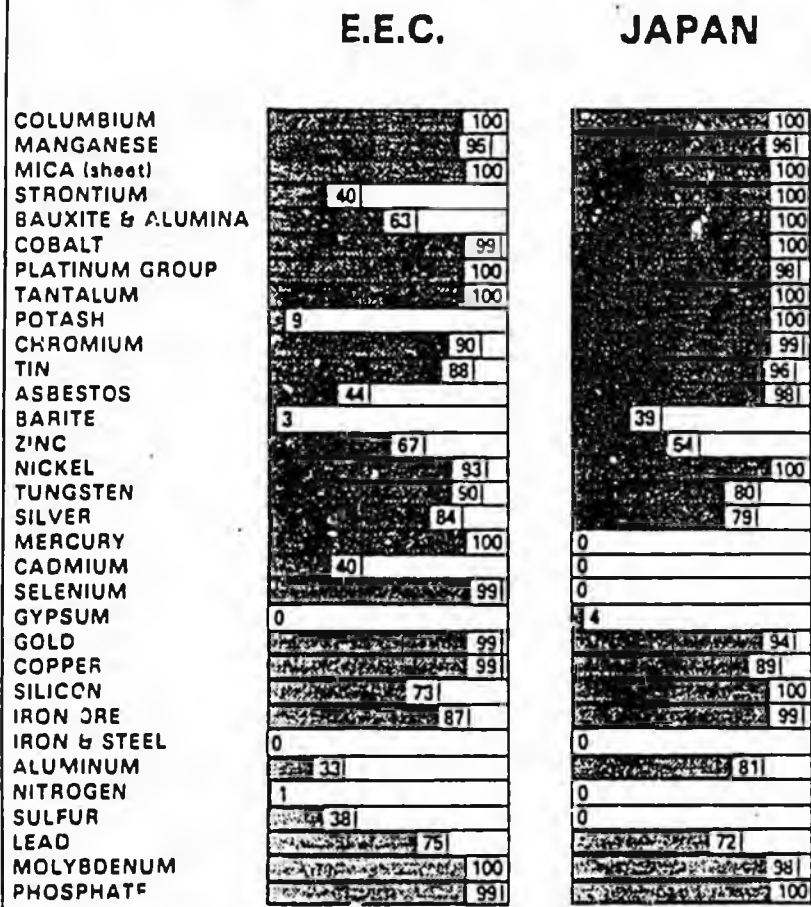 E.E.C. JAPAN
COLUMBIUM 100 100
MANGANESE 95 96
MICA (sheet) 100 100
STRONTIUM 40 100
BAUXITE & ALUMINA 63 100
COBALT 99 100
PLATINUM GROUP 100 98
TANTALUM 100 100
POTASH 9 100
CHROMIUM 90 99
TIN 88 96
ASBESTOS 44 98
BARITE 3 39
ZINC 67 54
NICKEL 93 100
TUNGSTEN 90 80
SILVER 84 79
MERCURY 100 0
CADMIUM 40 0
SELENIUM 99 0
GYPSUM 0 4
GOLD 99 94
COPPER 99 89
SILICON 73 100
IRON ORE 87 99
IRON & STEEL 0 0
ALUMINUM 33 81
NITROGEN 1 0
SULFUR 38 0
LEAD 75 72
MOLYBDENUM 100 98
PHOSPHATE 99 100